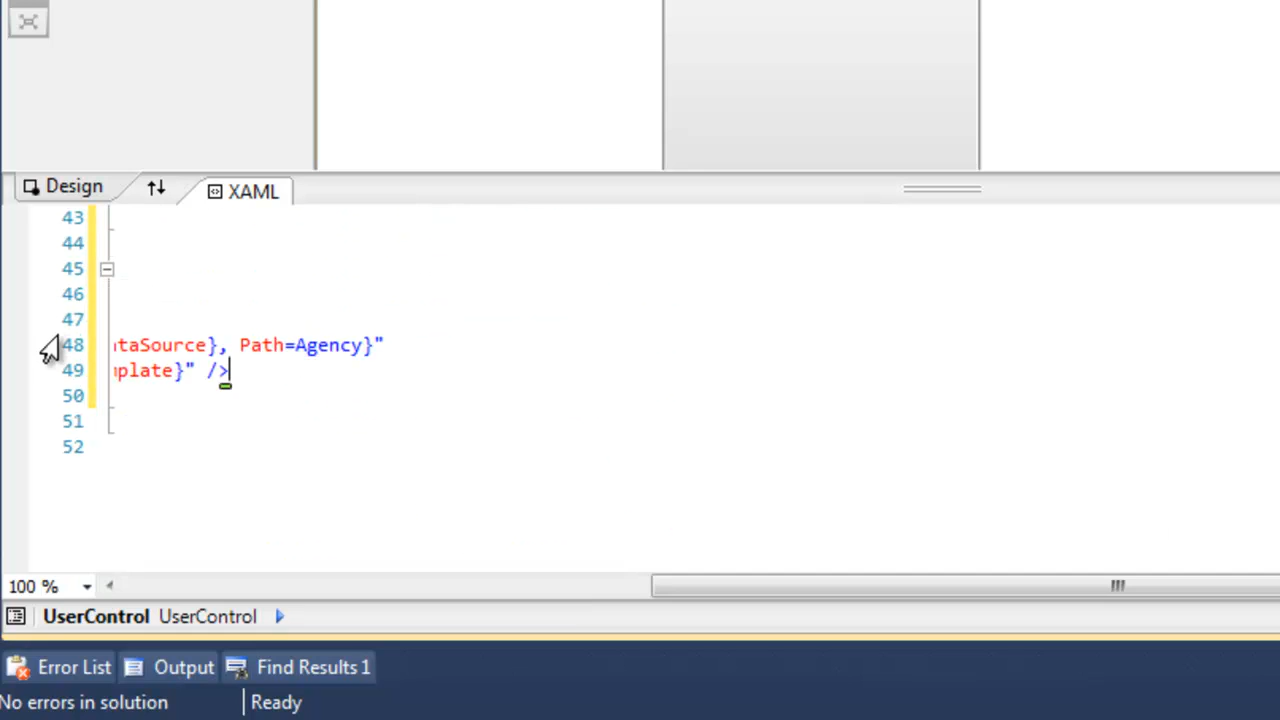 Design
XAML
43
44
45
46
47
48 taSource}, Path=Agency}"
49 plate}" />
50
51
52
100 %
UserControl UserControl
Error List Output Find Results 1
No errors in solution Ready